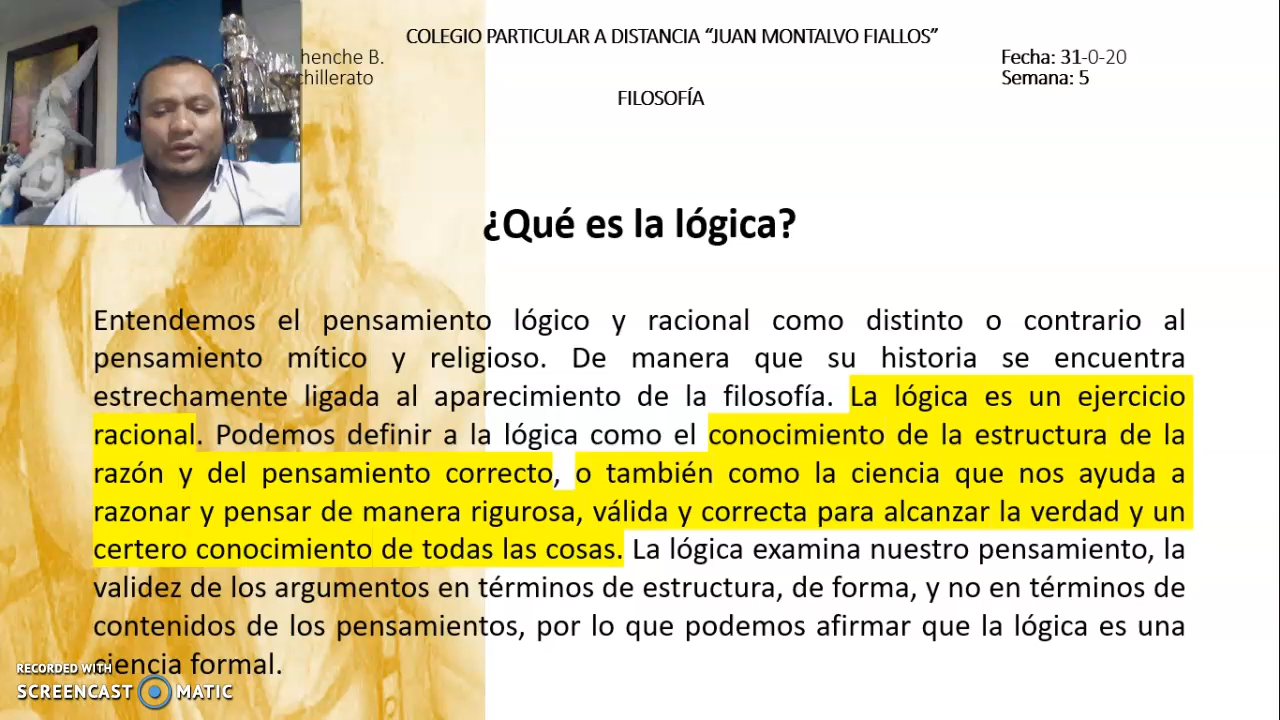 COLEGIO PARTICULAR A DISTANCIA “JUAN MONTALVO FIALLOS”
henche B.
chillerato
Fecha: 31-0-20
Semana: 5
FILOSOFÍA
¿Qué es la lógica?
Entendemos el pensamiento lógico y racional como distinto o contrario al
pensamiento mítico y religioso. De manera que su historia se encuentra
estrechamente ligada al aparecimiento de la filosofía. La lógica es un ejercicio
racional. Podemos definir a la lógica como el conocimiento de la estructura de la
razón y del pensamiento correcto, o también como la ciencia que nos ayuda a
razonar y pensar de manera rigurosa, válida y correcta para alcanzar la verdad y un
certero conocimiento de todas las cosas. La lógica examina nuestro pensamiento, la
validez de los argumentos en términos de estructura, de forma, y no en términos de
contenidos de los pensamientos, por lo que podemos afirmar que la lógica es una
ciencia formal.
RECORDED WITH
SCREENCAST MATIC